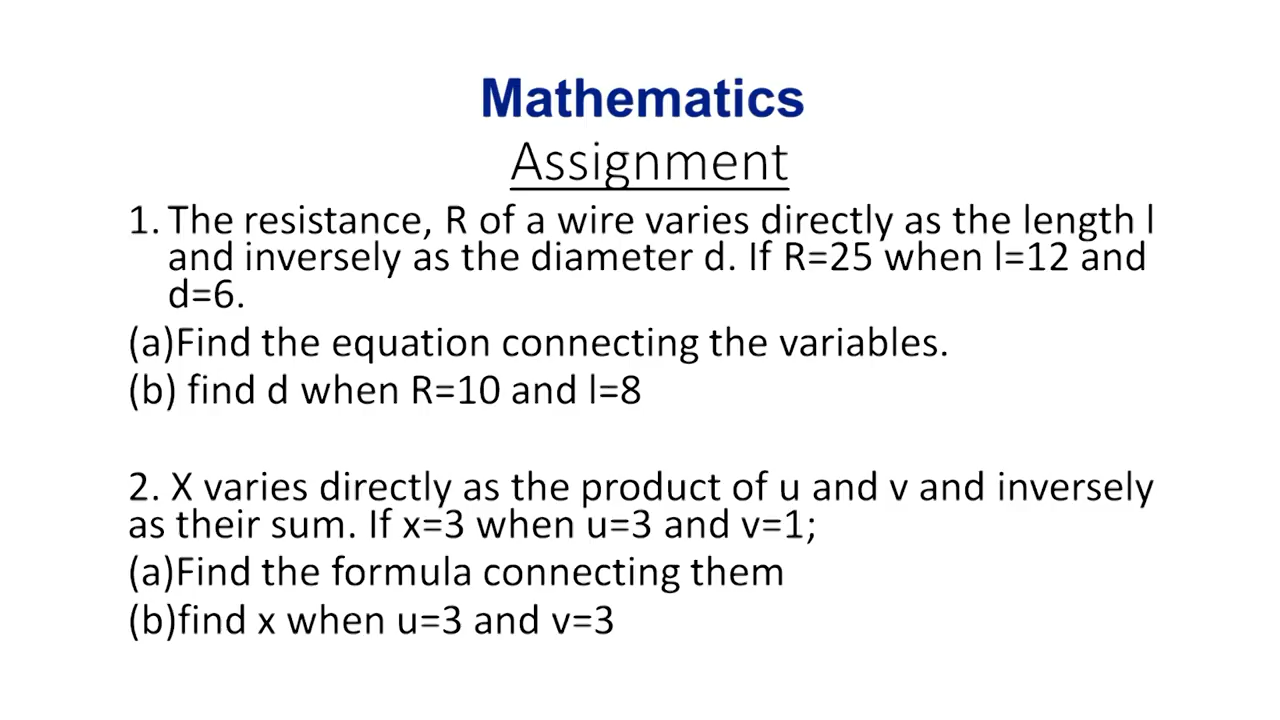 Mathematics
Assignment
1. The resistance, R of a wire varies directly as the length l
and inversely as the diameter d. If R=25 when l=12 and
d=6.
(a)Find the equation connecting the variables.
(b) find d when R=10 and l=8
2. X varies directly as the product of u and v and inversely
as their sum. If x=3 when u=3 and v=1;
(a)Find the formula connecting them
(b)find x when u=3 and v=3